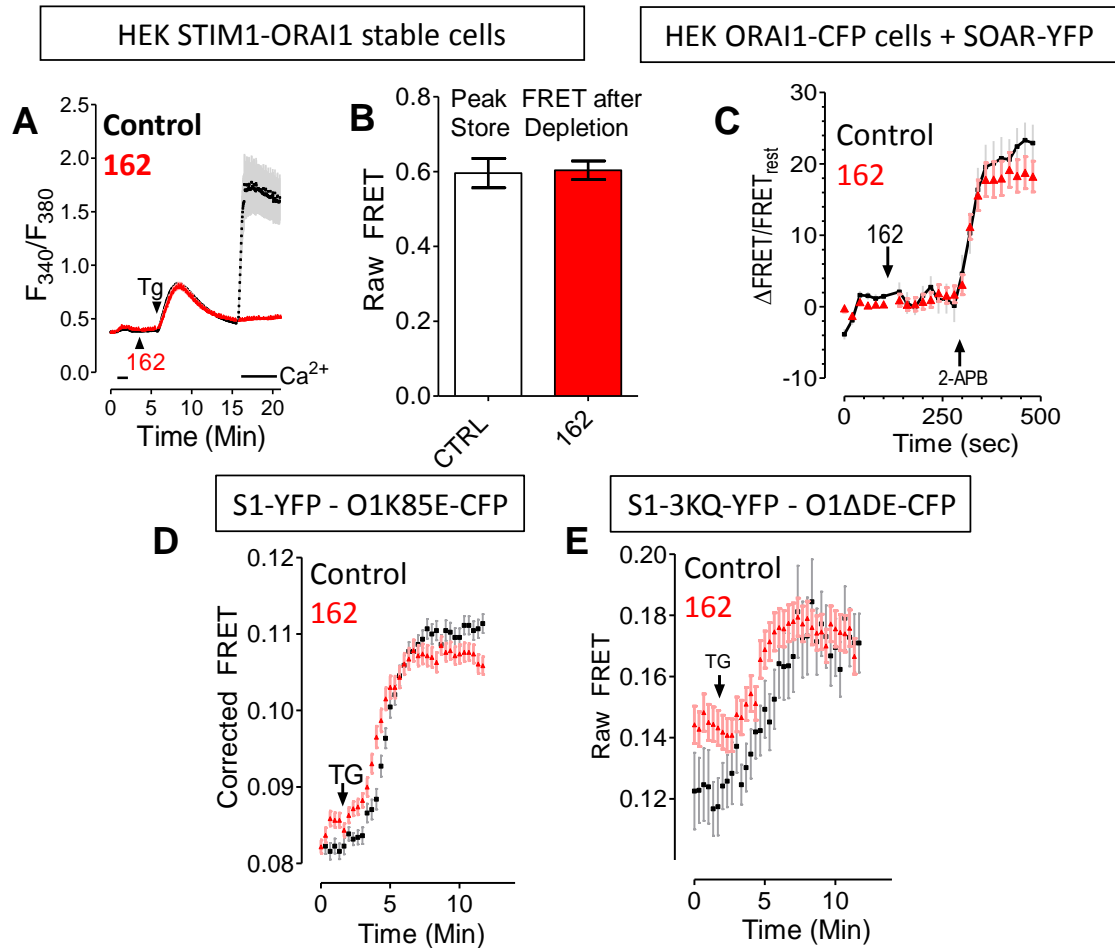 HEK STIM1-ORAI1 stable cells
HEK ORAI1-CFP cells + SOAR-YFP
A
Control
162
F340/F380
2.5
2.0
1.5
1.0
0.5
0.0
Tg
162
Ca2+
0 5 10 15 20
Time (Min)
B
Peak FRET after
Store Depletion
Raw FRET
0.8
0.6
0.4
0.2
0.0
CTRL
162
C
Control
162
ΔFRET/FRETrest
30
20
10
0
-10
162
2-APB
0 250 500
Time (sec)
S1-YFP - O1K85E-CFP
S1-3KQ-YFP - O1ΔDE-CFP
D
Control
162
Corrected FRET
0.12
0.11
0.10
0.09
0.08
TG
0 5 10
Time (Min)
E
Control
162
Raw FRET
0.20
0.18
0.16
0.14
0.12
TG
0 5 10
Time (Min)